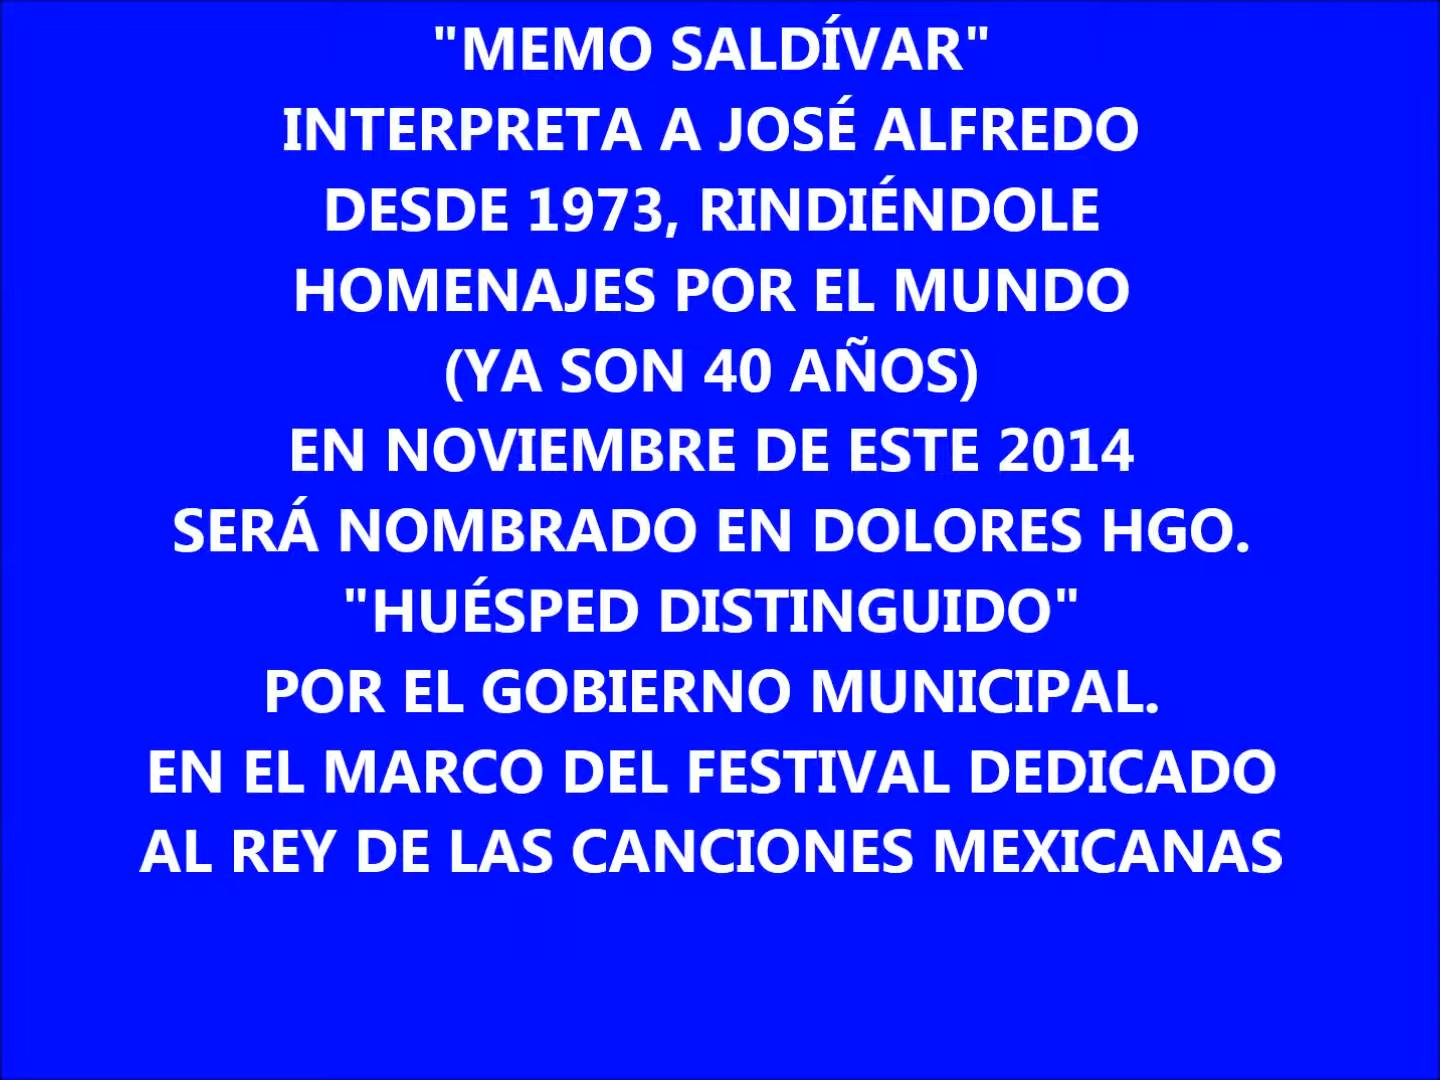 "MEMO SALDÍVAR"
INTERPRETA A JOSÉ ALFREDO
DESDE 1973, RINDIÉNDOLE
HOMENAJES POR EL MUNDO
(YA SON 40 AÑOS)
EN NOVIEMBRE DE ESTE 2014
SERÁ NOMBRADO EN DOLORES HGO.
"HUÉSPED DISTINGUIDO"
POR EL GOBIERNO MUNICIPAL.
EN EL MARCO DEL FESTIVAL DEDICADO
AL REY DE LAS CANCIONES MEXICANAS